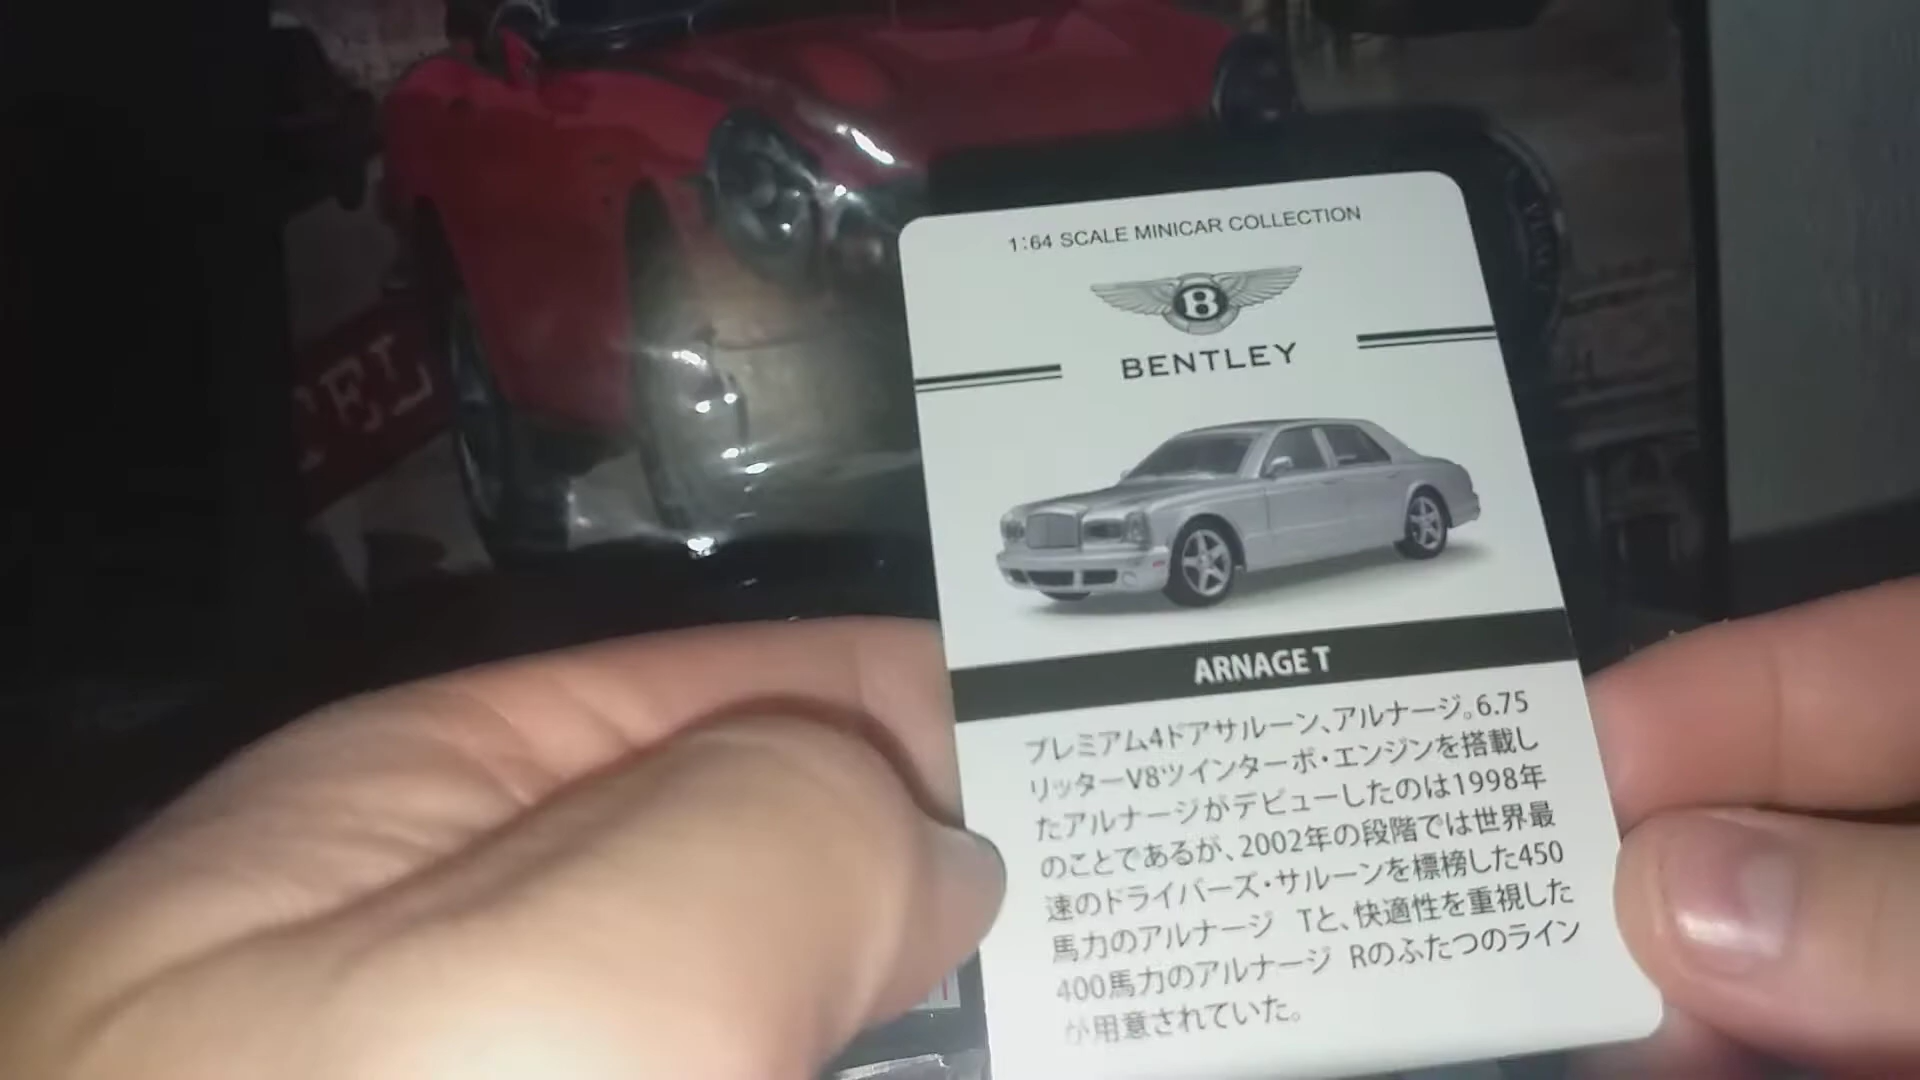 1:64 SCALE MINICAR COLLECTION
B
BENTLEY
ARNAGE T
プレミアム4ドアサルーン、アルナージ。6.75
リッターV8ツインターボ・エンジンを搭載し
たアルナージがデビューしたのは1998年
のことであるが、2002年の段階では世界最
速のドライバーズ・サルーンを標榜した450
馬力のアルナージ Tと、快適性を重視した
400馬力のアルナージ Rのふたつのライン
が用意されていた。